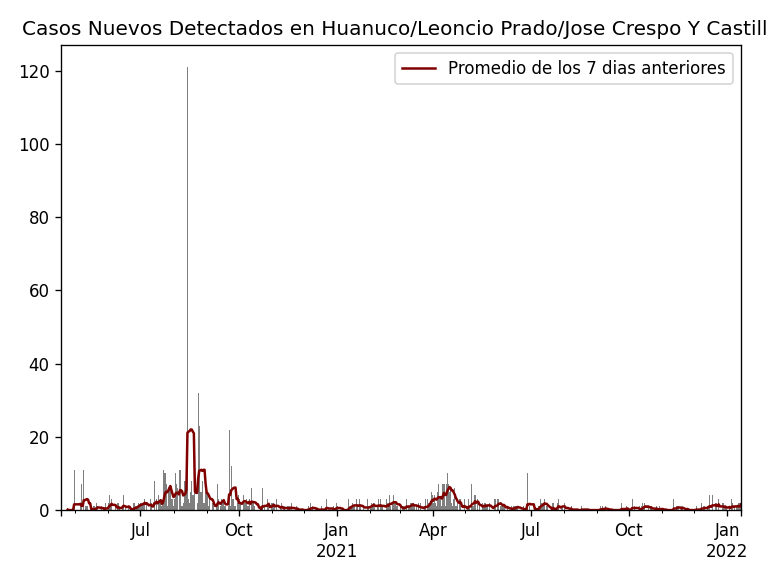 Casos Nuevos Detectados en Huanuco/Leoncio Prado/Jose Crespo Y Castill
Promedio de los 7 dias anteriores
120
100
80
60
40
20
0
Jul Oct Jan Apr Jul Oct Jan
2021 2022